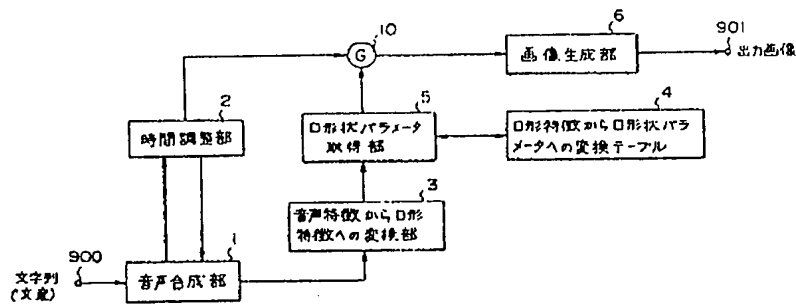 10
G
6
画像生成部
901
出力画像
2
時間調整部
5
口形状パラメータ
取得部
4
口形特徴から口形状パラ
メータへの変換テーブル
3
音声特徴から口形
特徴への変換部
900
文字列
(文章)
1
音声合成部